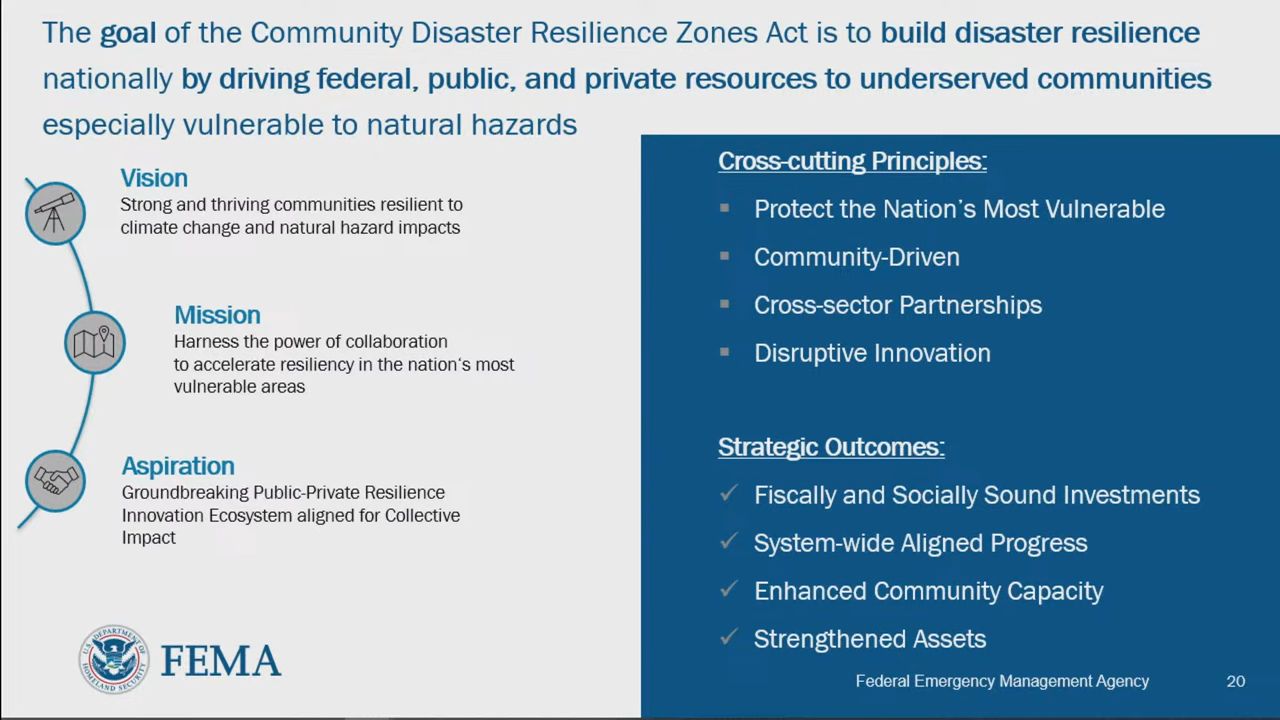 The goal of the Community Disaster Resilience Zones Act is to build disaster resilience
nationally by driving federal, public, and private resources to underserved communities
especially vulnerable to natural hazards
Vision
Strong and thriving communities resilient to
climate change and natural hazard impacts
Mission
Harness the power of collaboration
to accelerate resiliency in the nation‘s most
vulnerable areas
Aspiration
Groundbreaking Public-Private Resilience
Innovation Ecosystem aligned for Collective
Impact
Cross-cutting Principles:
Protect the Nation’s Most Vulnerable
Community-Driven
Cross-sector Partnerships
Disruptive Innovation
Strategic Outcomes:
Fiscally and Socially Sound Investments
System-wide Aligned Progress
Enhanced Community Capacity
Strengthened Assets
U.S. DEPARTMENT OF
HOMELAND SECURITY
FEMA
Federal Emergency Management Agency 20